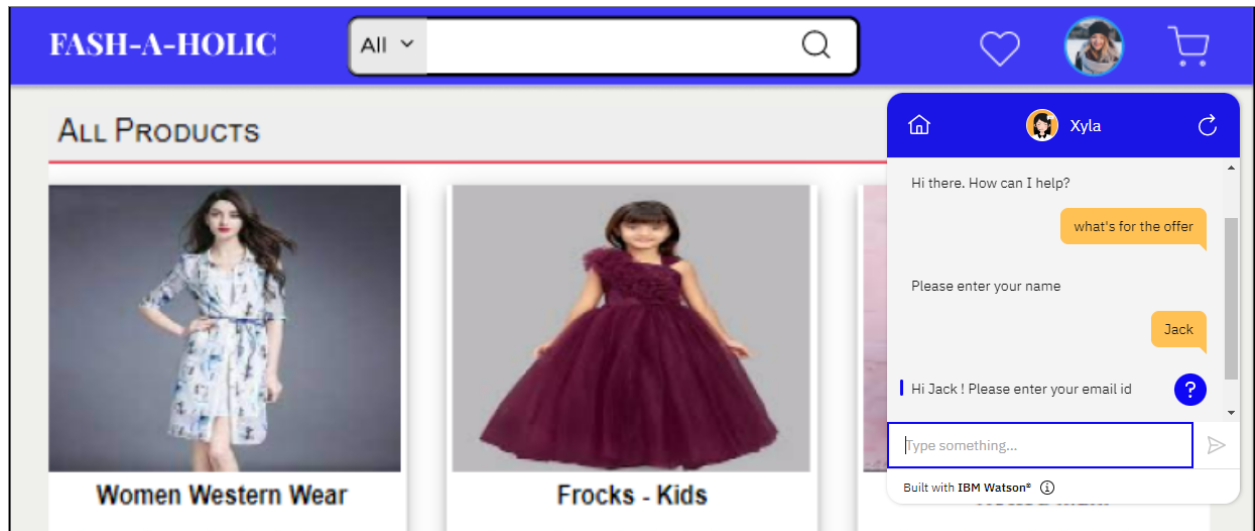 FASH-A-HOLIC
All
ALL PRODUCTS
Xyla
Hi there. How can I help?
what's for the offer
Please enter your name
Jack
Hi Jack ! Please enter your email id
?
Type something...
Built with IBM Watson®
Women Western Wear
Frocks - Kids